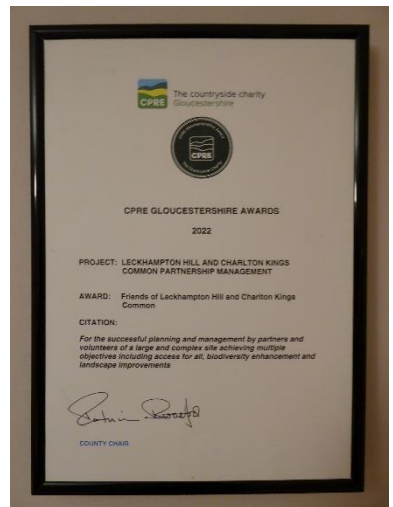 The countryside charity
CPRE Gloucestershire
CPRE
CPRE GLOUCESTERSHIRE AWARDS
2022
PROJECT: LECKHAMPTON HILL AND CHARLTON KINGS
COMMON PARTNERSHIP MANAGEMENT
AWARD: Friends of Leckhampton Hill and Charlton Kings
Common
CITATION:
For the successful planning and management by partners and
volunteers of a large and complex site achieving multiple
objectives including access for all, biodiversity enhancement and
landscape improvements
COUNTY CHAIR